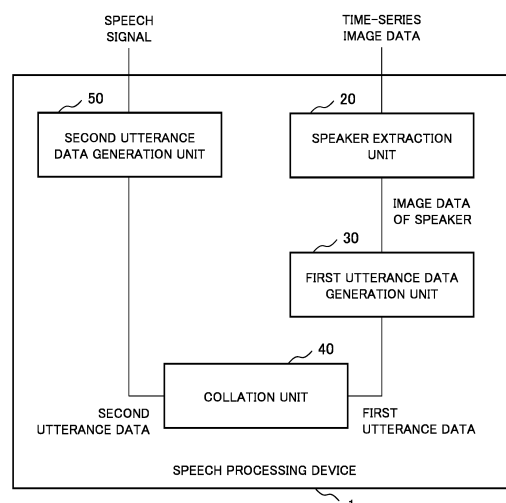 SPEECH
SIGNAL
TIME-SERIES
IMAGE DATA
50
SECOND UTTERANCE
DATA GENERATION UNIT
20
SPEAKER EXTRACTION
UNIT
IMAGE DATA
OF SPEAKER
30
FIRST UTTERANCE DATA
GENERATION UNIT
40
COLLATION UNIT
SECOND
UTTERANCE DATA
FIRST
UTTERANCE DATA
SPEECH PROCESSING DEVICE